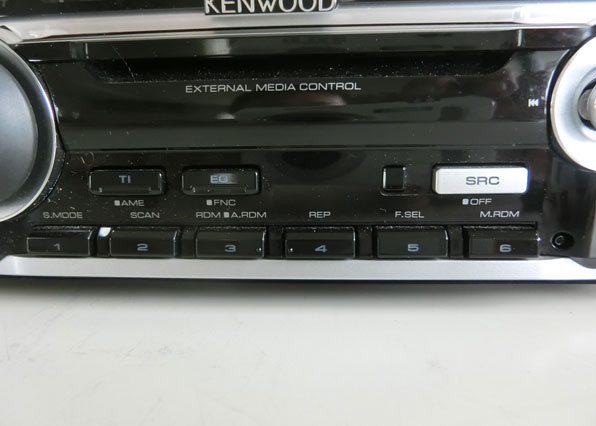 KENWOOD
EXTERNAL MEDIA CONTROL
⏮
TI EQ SRC
■AME ■FNC ■OFF
S.MODE SCAN RDM ■A.RDM REP F.SEL M.RDM
1 2 3 4 5 6